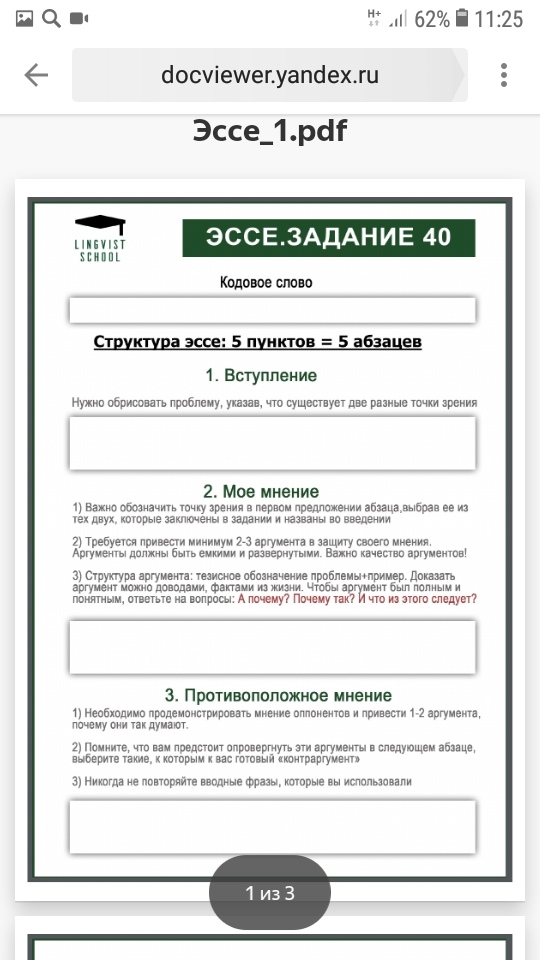 H+ 62% 11:25
docviewer.yandex.ru
Эссе_1.pdf
LINGVIST
SCHOOL
ЭССЕ.ЗАДАНИЕ 40
Кодовое слово
Структура эссе: 5 пунктов = 5 абзацев
1. Вступление
Нужно обрисовать проблему, указав, что существует две разные точки зрения
2. Мое мнение
1) Важно обозначить точку зрения в первом предложении абзаца,выбрав ее из
тех двух, которые заключены в задании и названы во введении
2) Требуется привести минимум 2-3 аргумента в защиту своего мнения.
Аргументы должны быть емкими и развернутыми. Важно качество аргументов!
3) Структура аргумента: тезисное обозначение проблемы+пример. Доказать
аргумент можно доводами, фактами из жизни. Чтобы аргумент был полным и
понятным, ответьте на вопросы: А почему? Почему так? И что из этого следует?
3. Противоположное мнение
1) Необходимо продемонстрировать мнение оппонентов и привести 1-2 аргумента,
почему они так думают.
2) Помните, что вам предстоит опровергнуть эти аргументы в следующем абзаце,
выберите такие, к которым к вас готовый «контраргумент»
3) Никогда не повторяйте вводные фразы, которые вы использовали
1 из 3